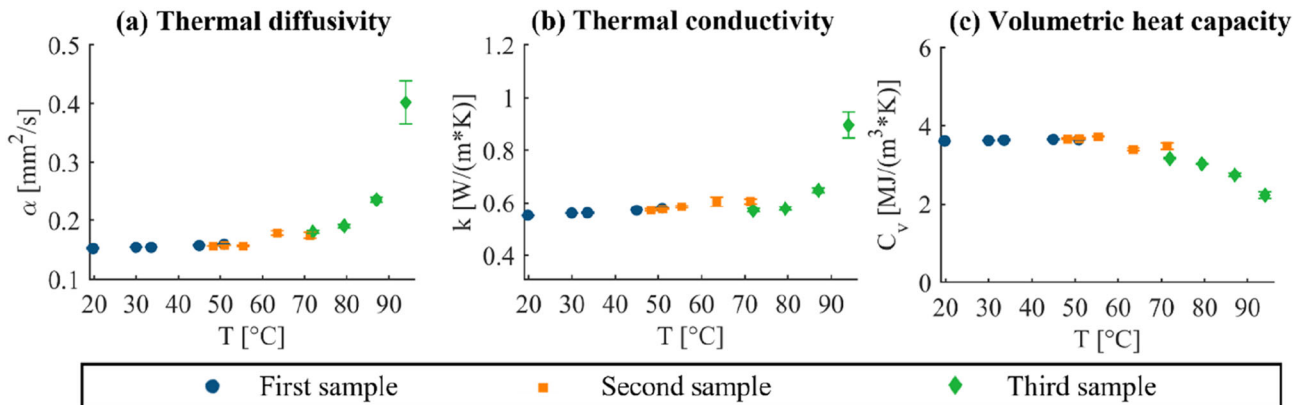 (a) Thermal diffusivity
0.5
0.4
0.3
0.2
0.1
α [mm²/s]
20 30 40 50 60 70 80 90
T [°C]
(b) Thermal conductivity
1.2
1
0.8
0.6
0.4
k [W/(m*K)]
20 30 40 50 60 70 80 90
T [°C]
(c) Volumetric heat capacity
6
4
2
0
C_v [MJ/(m³*K)]
20 30 40 50 60 70 80 90
T [°C]
First sample Second sample Third sample